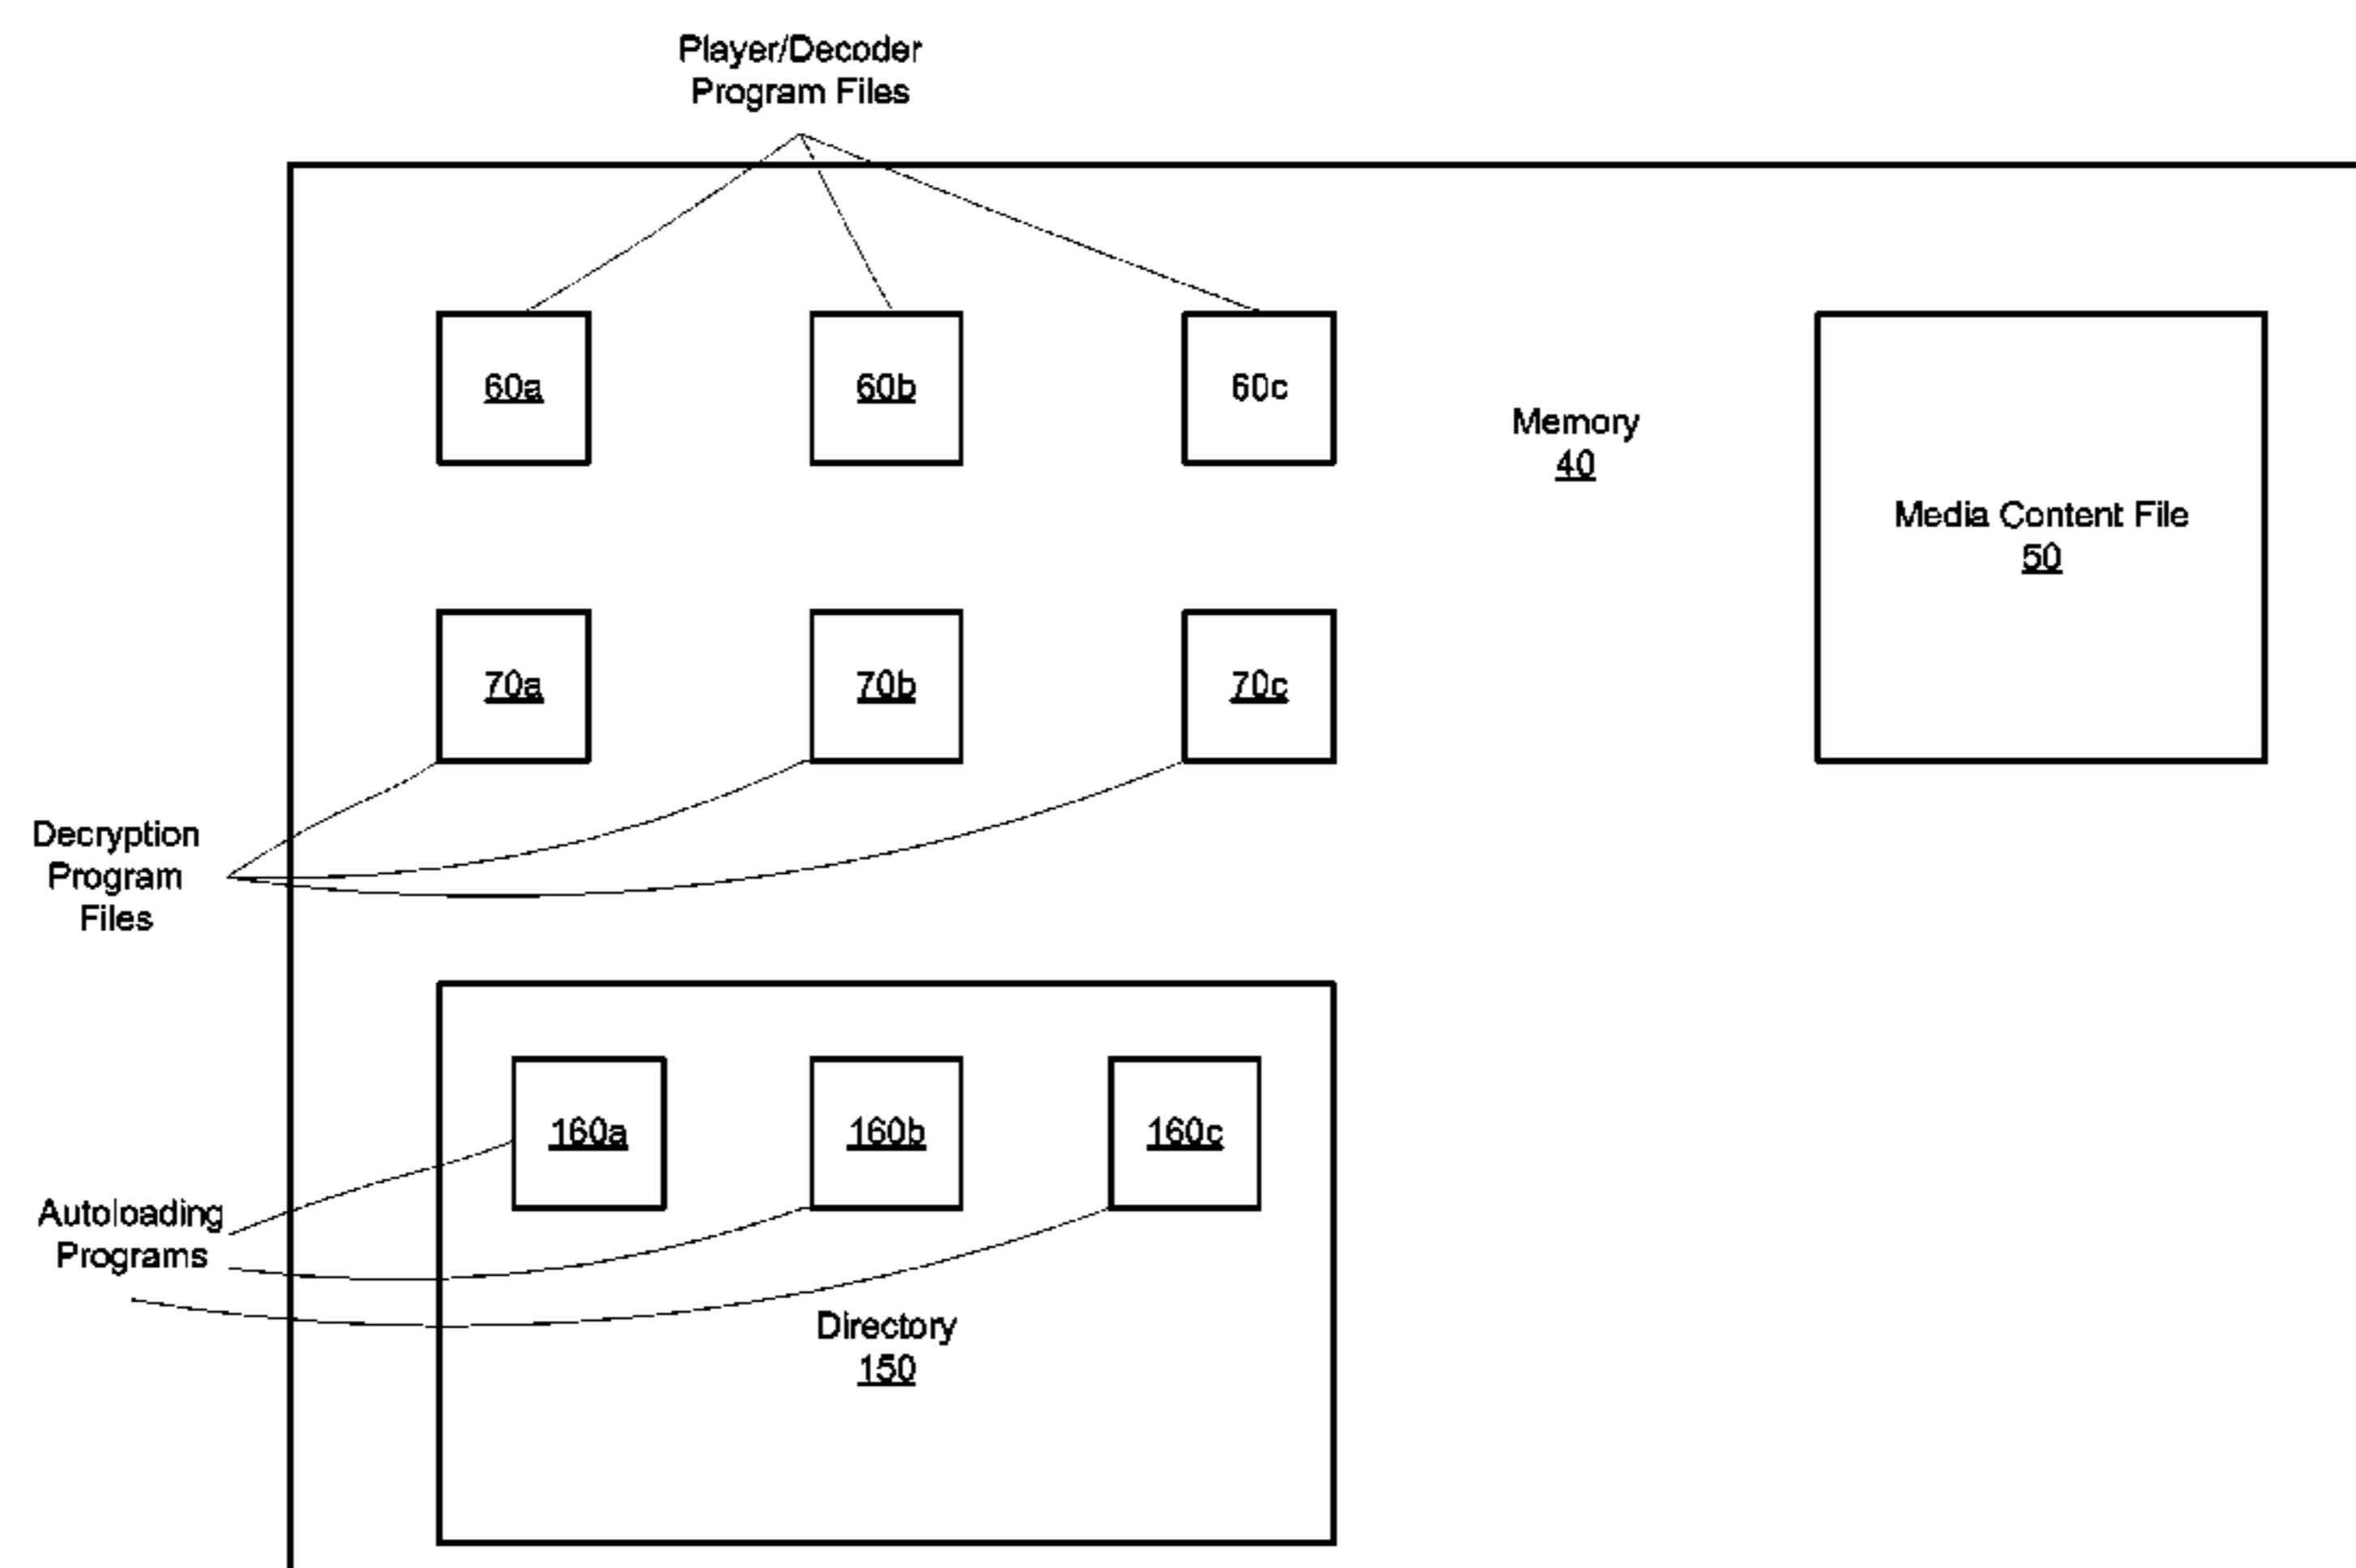 Player/Decoder
Program Files
60a
60b
60c
Memory
40
Media Content File
50
70a
70b
70c
Decryption
Program
Files
160a
160b
160c
Autoloading
Programs
Directory
150